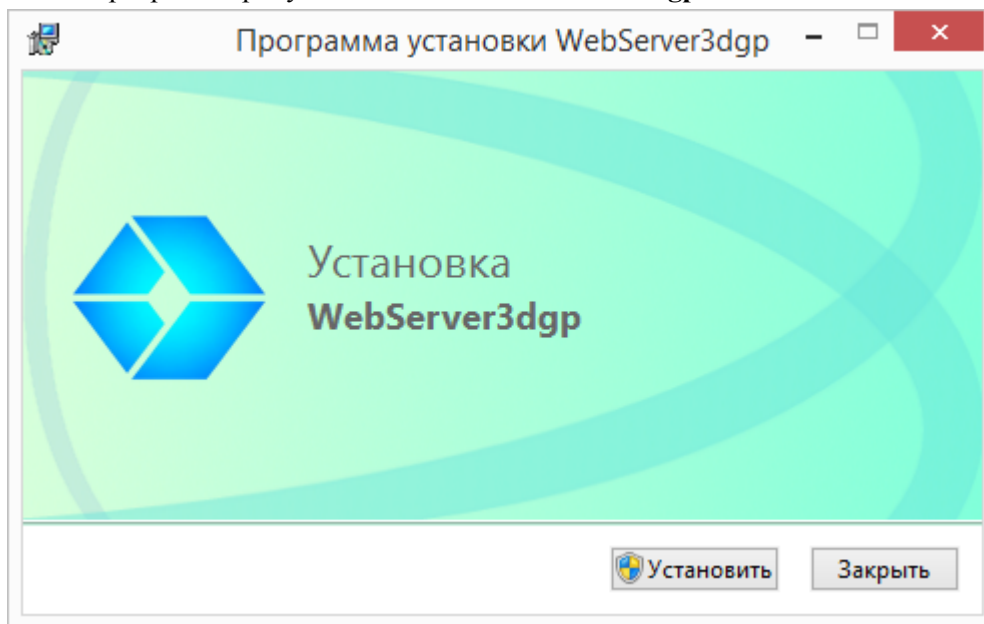 Программа установки WebServer3dgp
Установка
WebServer3dgp
Установить
Закрыть